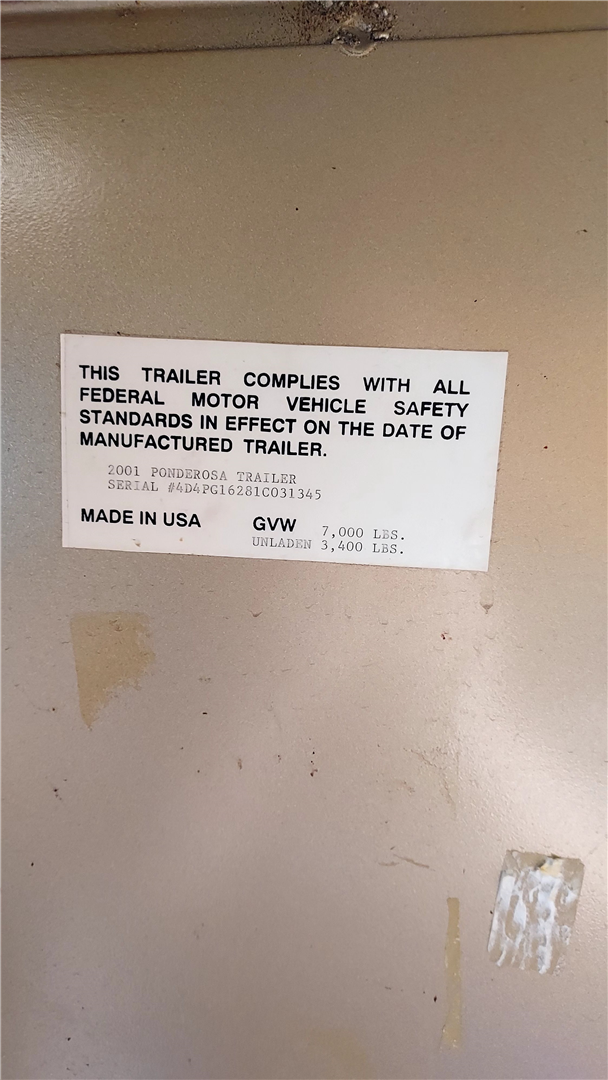 THIS TRAILER COMPLIES WITH ALL
FEDERAL MOTOR VEHICLE SAFETY
STANDARDS IN EFFECT ON THE DATE OF
MANUFACTURED TRAILER.
2001 PONDEROSA TRAILER
SERIAL #4D4PG16281C031345
MADE IN USA GVW 7,000 LBS.
UNLADEN 3,400 LBS.